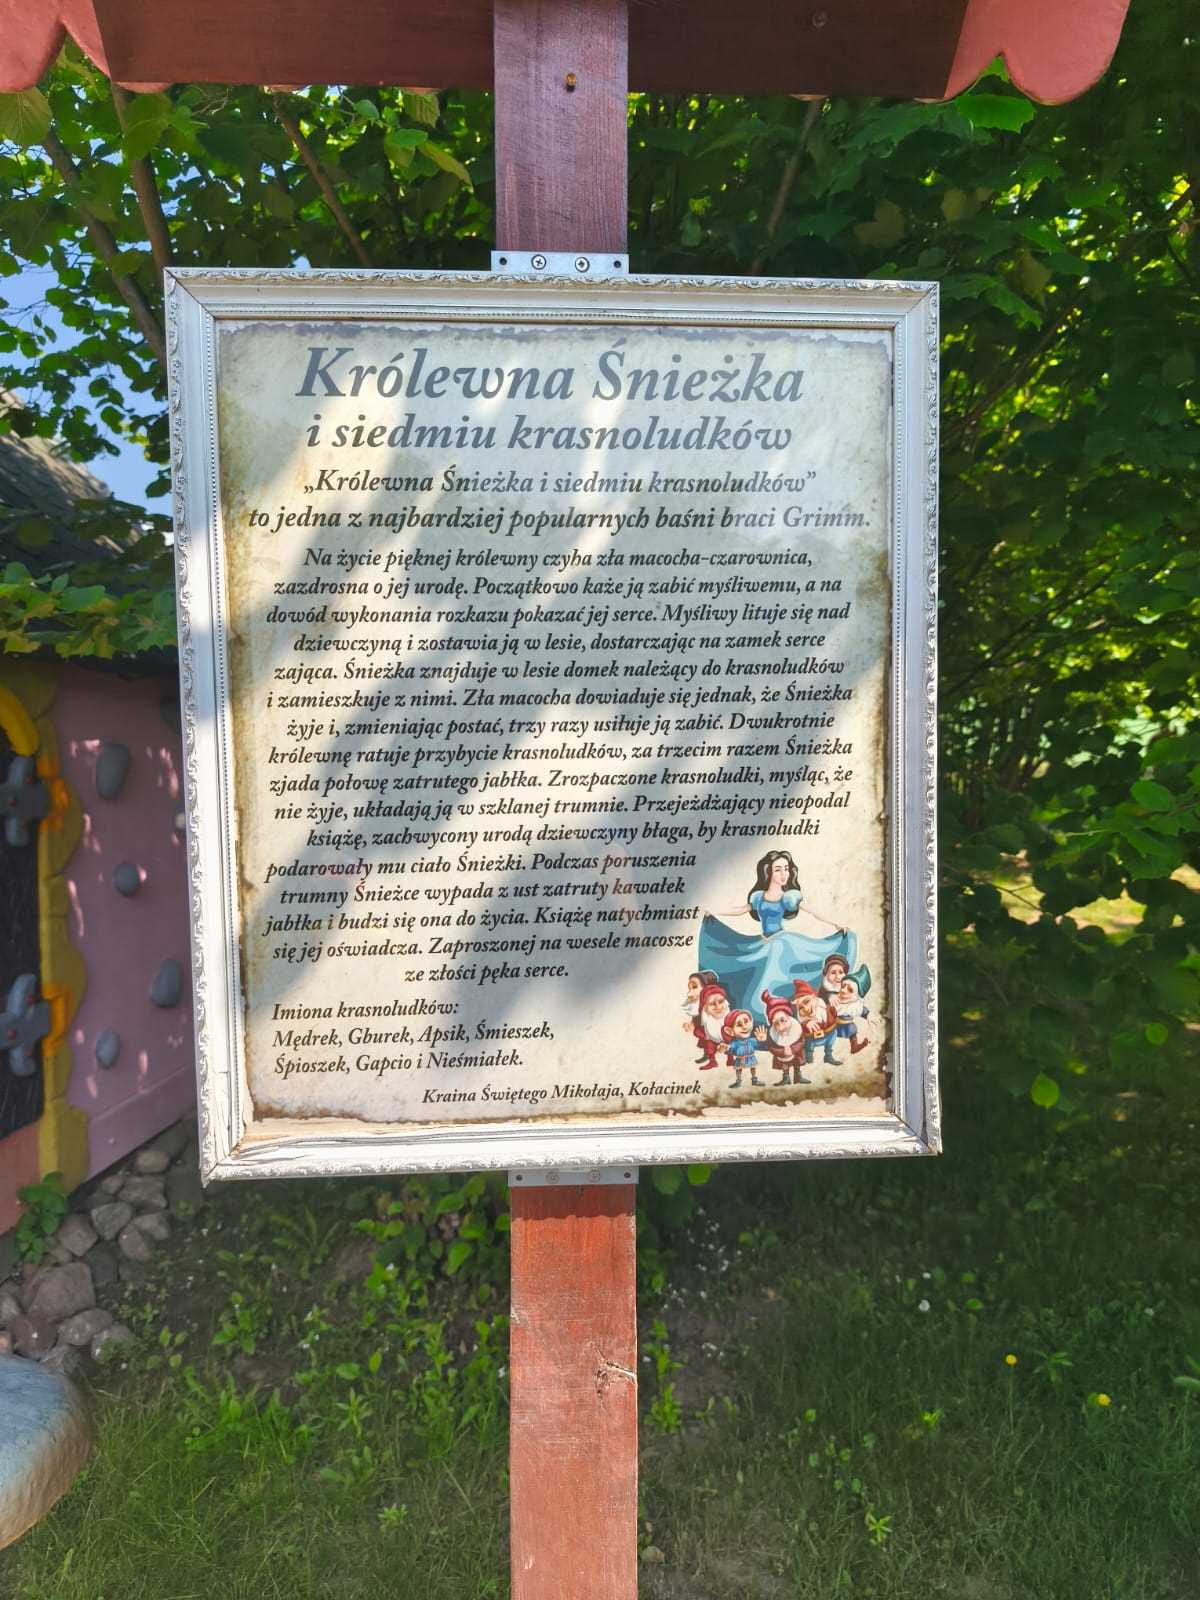 Królewna Śnieżka
i siedmiu krasnoludków
„Królewna Śnieżka i siedmiu krasnoludków”
to jedna z najbardziej popularnych baśni braci Grimm.
Na życie pięknej królewny czyha zła macocha-czarownica,
zazdrosna o jej urodę. Początkowo każe ją zabić myśliwemu, a na
dowód wykonania rozkazu pokazać jej serce. Myśliwy lituje się nad
dziewczyną i zostawia ją w lesie, dostarczając na zamek serce
zająca. Śnieżka znajduje w lesie domek należący do krasnoludków
i zamieszkuje z nimi. Zła macocha dowiaduje się jednak, że Śnieżka
żyje i, zmieniając postać, trzy razy usiłuje ją zabić. Dwukrotnie
królewnę ratuje przybycie krasnoludków, za trzecim razem Śnieżka
zjada połowę zatrutego jabłka. Zrozpaczone krasnoludki, myśląc, że
nie żyje, układają ją w szklanej trumnie. Przejeżdżający nieopodal
książę, zachwycony urodą dziewczyny błaga, by krasnoludki
podarowały mu ciało Śnieżki. Podczas poruszenia
trumny Śnieżce wypada z ust zatruty kawałek
jabłka i budzi się ona do życia. Książę natychmiast
się jej oświadcza. Zaproszonej na wesele macosze
ze złości pęka serce.
Imiona krasnoludków:
Mędrek, Gburek, Apsik, Śmieszek,
Śpioszek, Gapcio i Nieśmiałek.
Kraina Świętego Mikołaja, Kołacinek